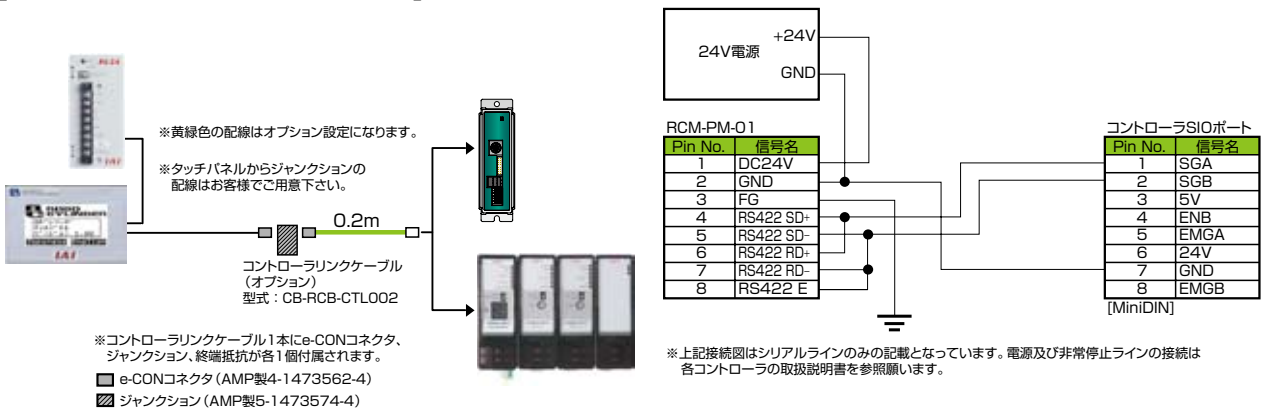 ※黄緑色の配線はオプション設定になります。
※タッチパネルからジャンクションの
配線はお客様でご用意下さい。
IAI
IAI
0.2m
コントローラリンクケーブル
(オプション)
型式：CB-RCB-CTL002
※コントローラリンクケーブル1本にe-CONコネクタ、
ジャンクション、終端抵抗が各1個付属されます。
e-CONコネクタ(AMP製4-1473562-4)
ジャンクション(AMP製5-1473574-4)
24V電源
+24V
GND
RCM-PM-01
Pin No. 信号名
1 DC24V
2 GND
3 FG
4 RS422 SD+
5 RS422 SD-
6 RS422 RD+
7 RS422 RD-
8 RS422 E
コントローラSIOポート
Pin No. 信号名
1 SGA
2 SGB
3 5V
4 ENB
5 EMGA
6 24V
7 GND
8 EMGB
[MiniDIN]
※上記接続図はシリアルラインのみの記載となっています。電源及び非常停止ラインの接続は
各コントローラの取扱説明書を参照願います。